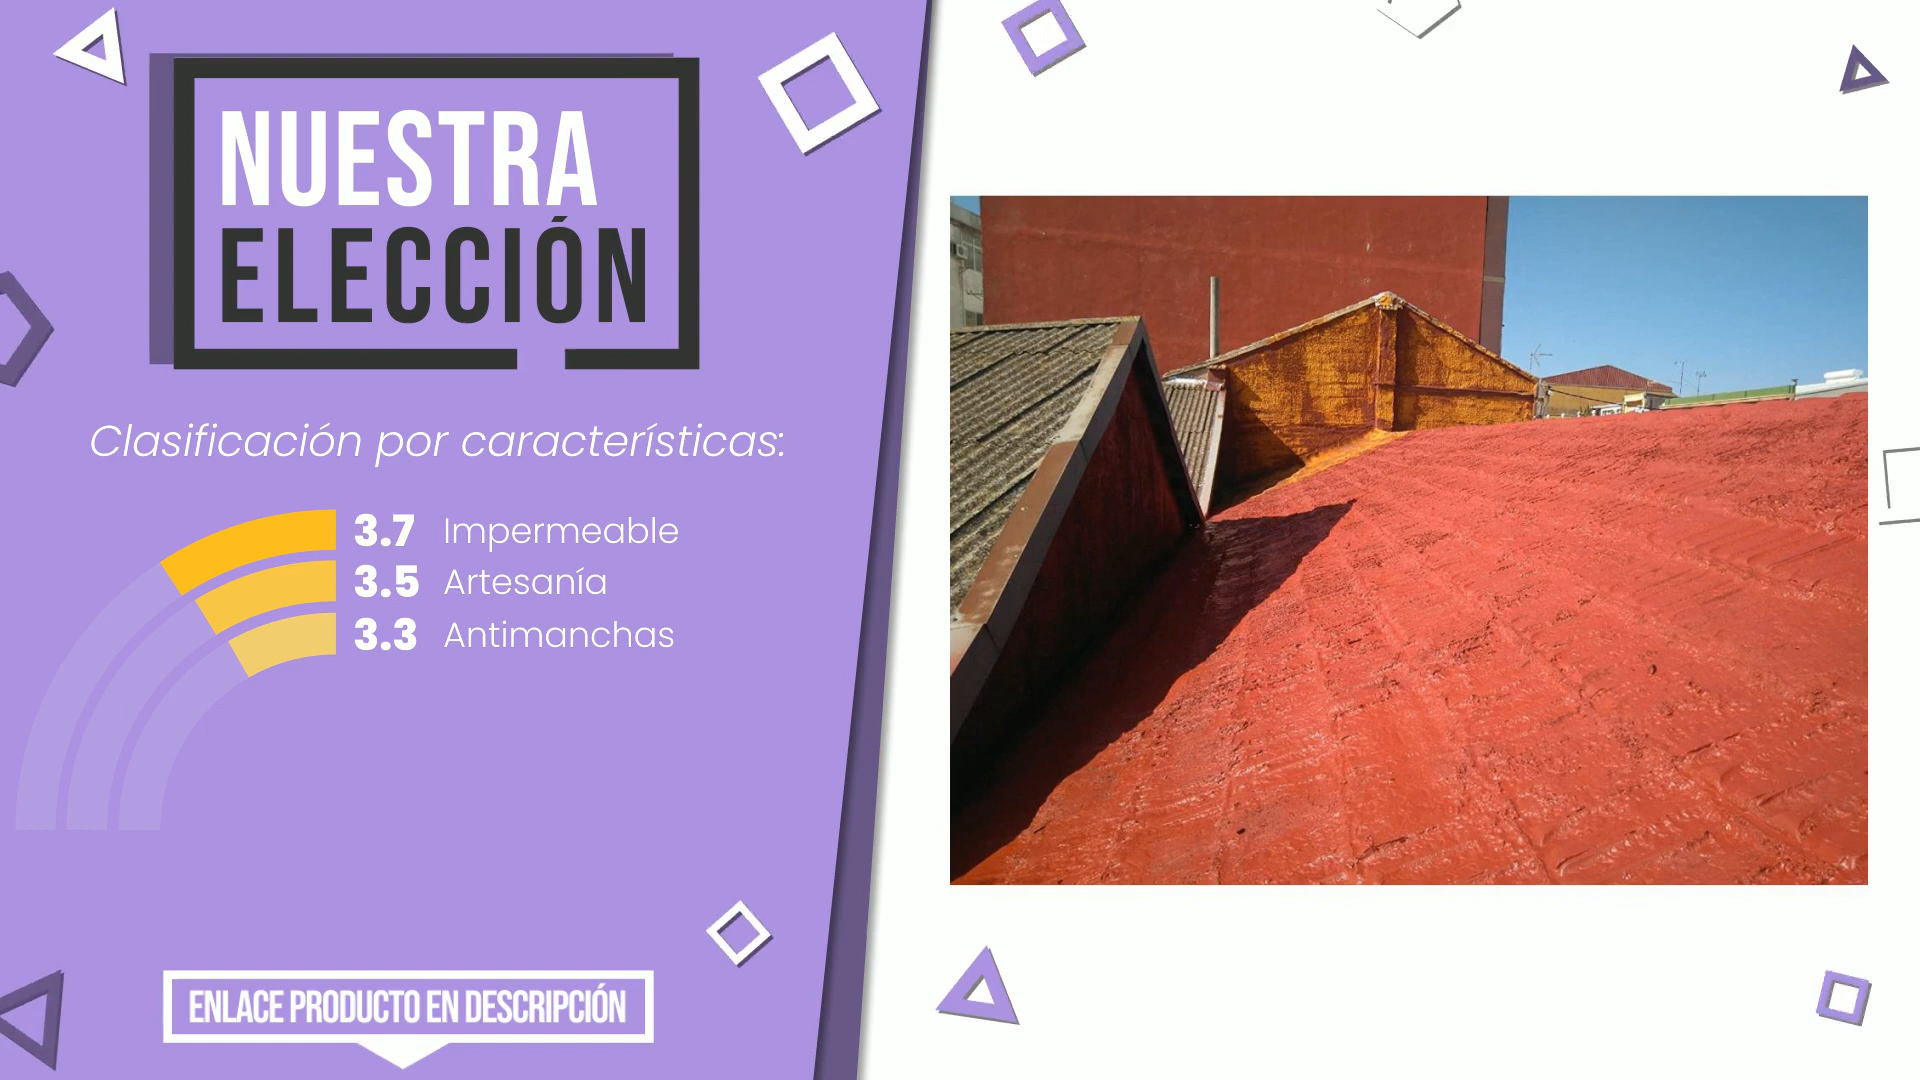 NUESTRA
ELECCIÓN
Clasificación por características:
3.7 Impermeable
3.5 Artesanía
3.3 Antimanchas
ENLACE PRODUCTO EN DESCRIPCIÓN